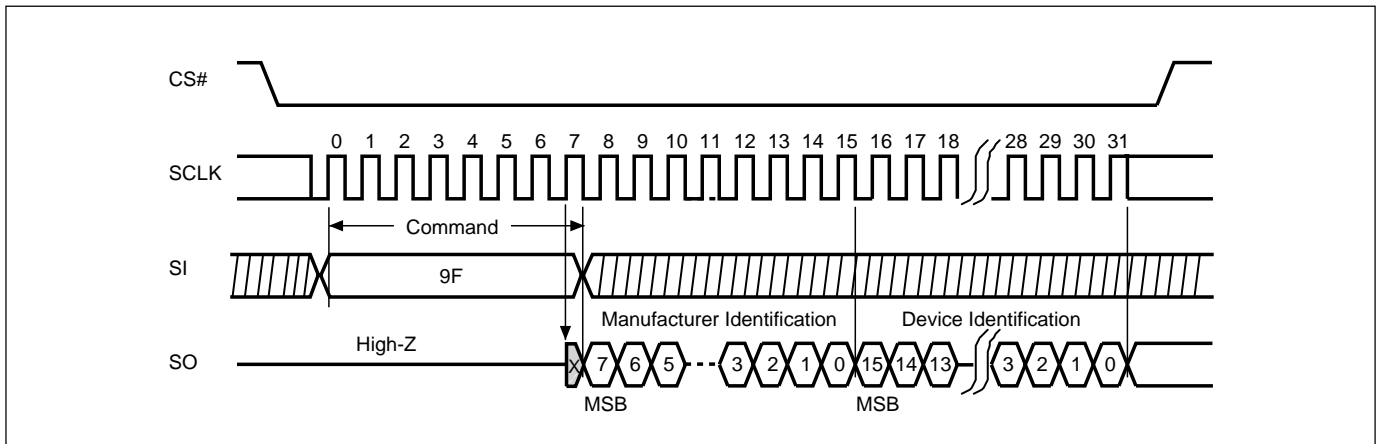 CS#
0 1 2 3 4 5 6 7 8 9 10 11 12 13 14 15 16 17 18 28 29 30 31
SCLK
Command
SI
9F
Manufacturer Identification Device Identification
High-Z
SO
X 7 6 5 3 2 1 0 15 14 13 3 2 1 0
MSB MSB